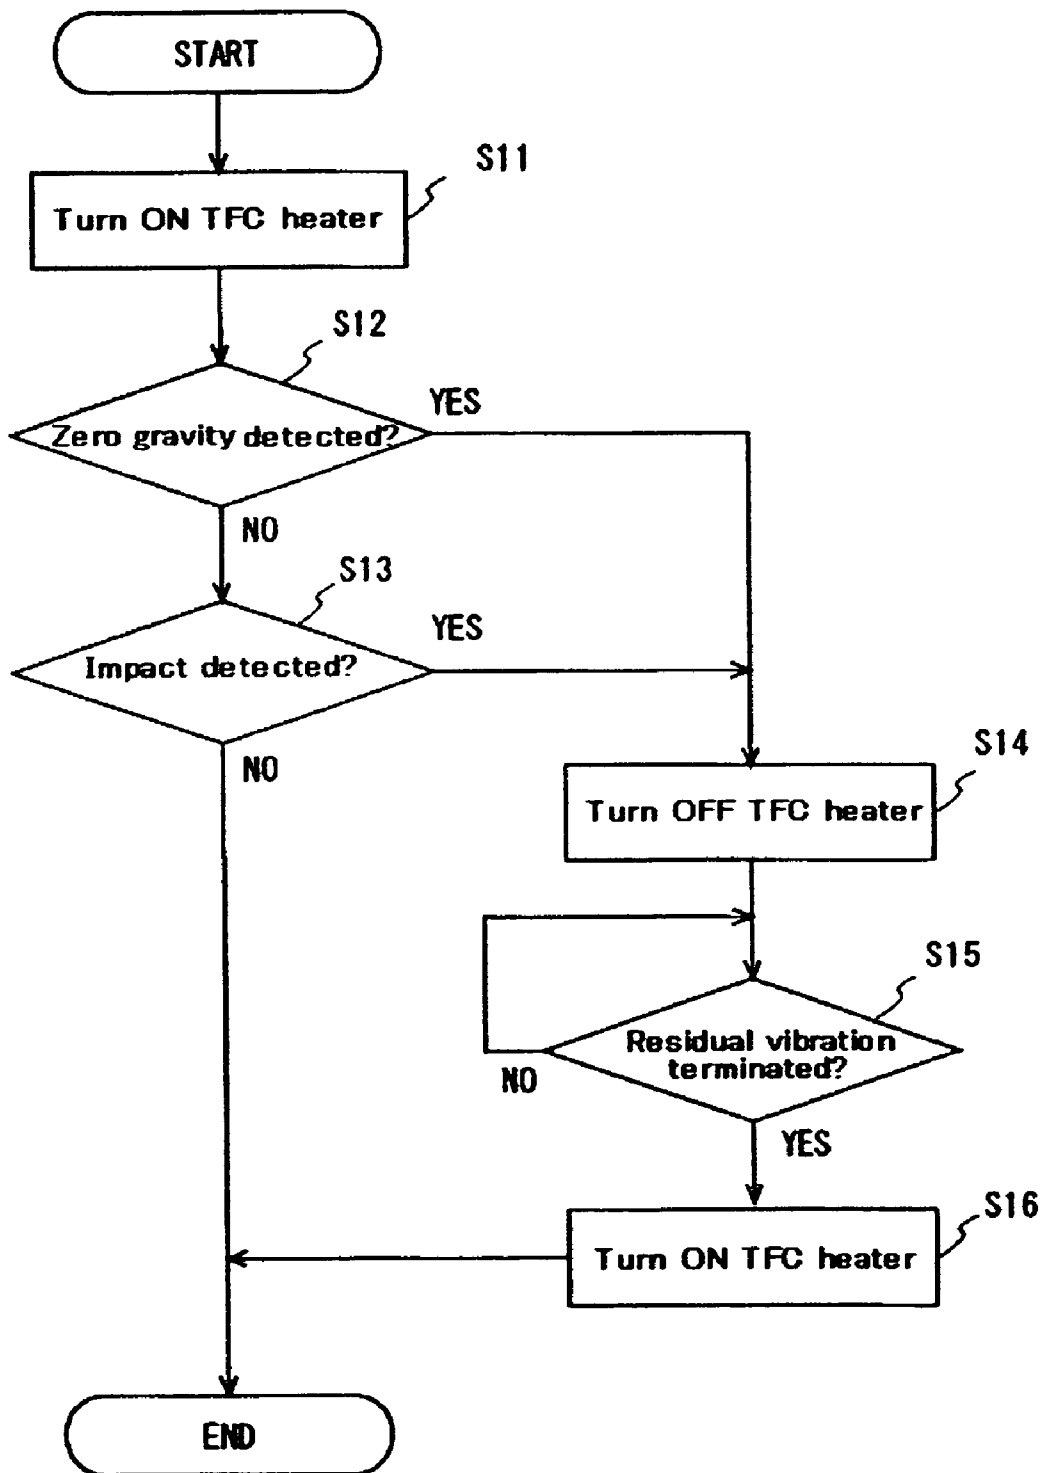 START
S11
Turn ON TFC heater
S12
Zero gravity detected?
YES
NO
S13
Impact detected?
YES
NO
S14
Turn OFF TFC heater
S15
Residual vibration
terminated?
NO
YES
S16
Turn ON TFC heater
END